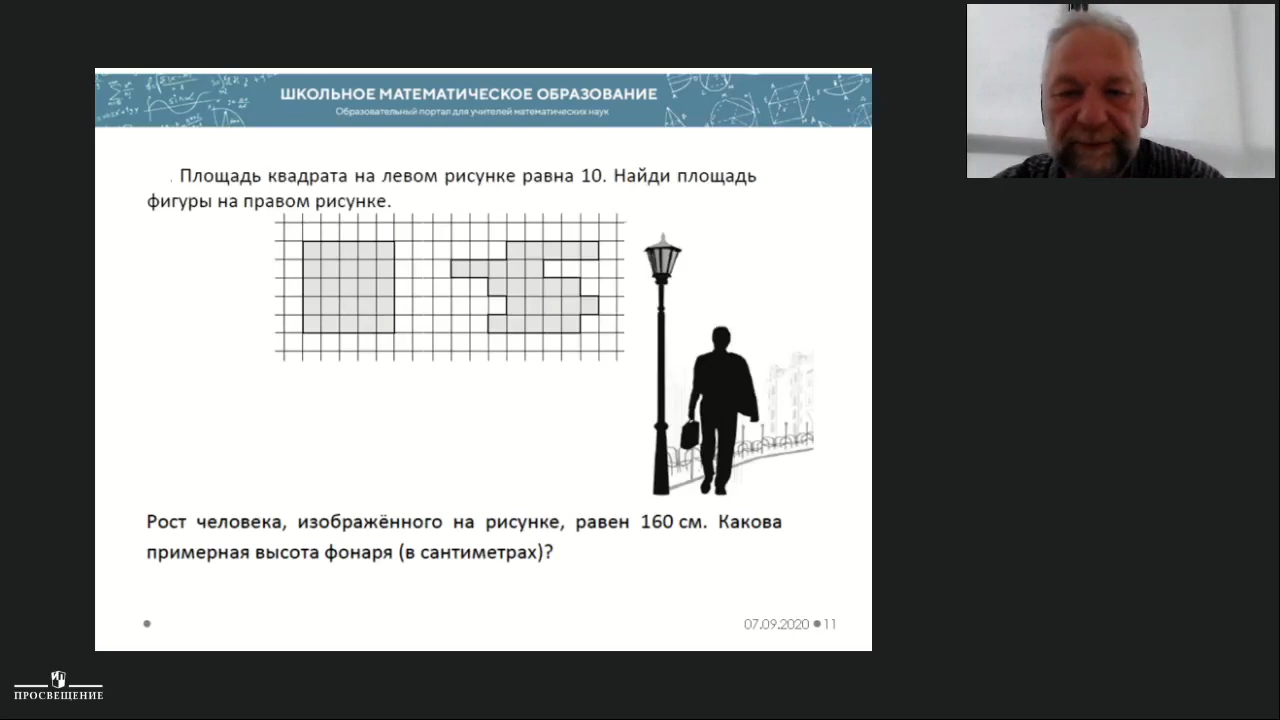 ШКОЛЬНОЕ МАТЕМАТИЧЕСКОЕ ОБРАЗОВАНИЕ
Образовательный портал для учителей математических наук
. Площадь квадрата на левом рисунке равна 10. Найди площадь
фигуры на правом рисунке.
Рост человека, изображённого на рисунке, равен 160 см. Какова
примерная высота фонаря (в сантиметрах)?
07.09.2020
11
ПРОСВЕЩЕНИЕ